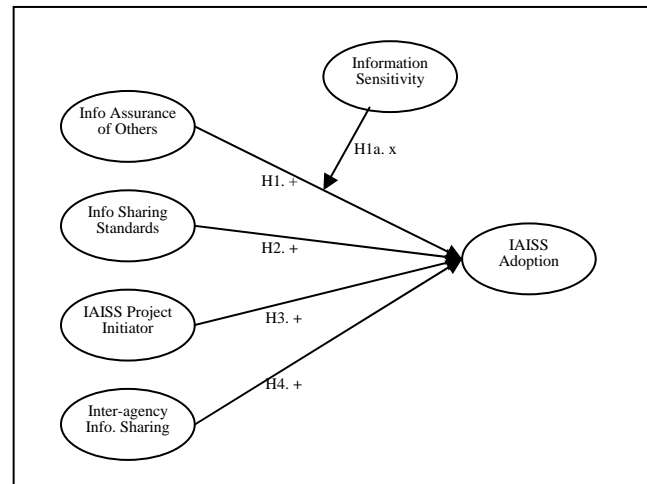 Information
Sensitivity
Info Assurance
of Others
H1a. x
H1. +
Info Sharing
Standards
H2. +
IAISS
Adoption
IAISS Project
Initiator
H3. +
H4. +
Inter-agency
Info. Sharing